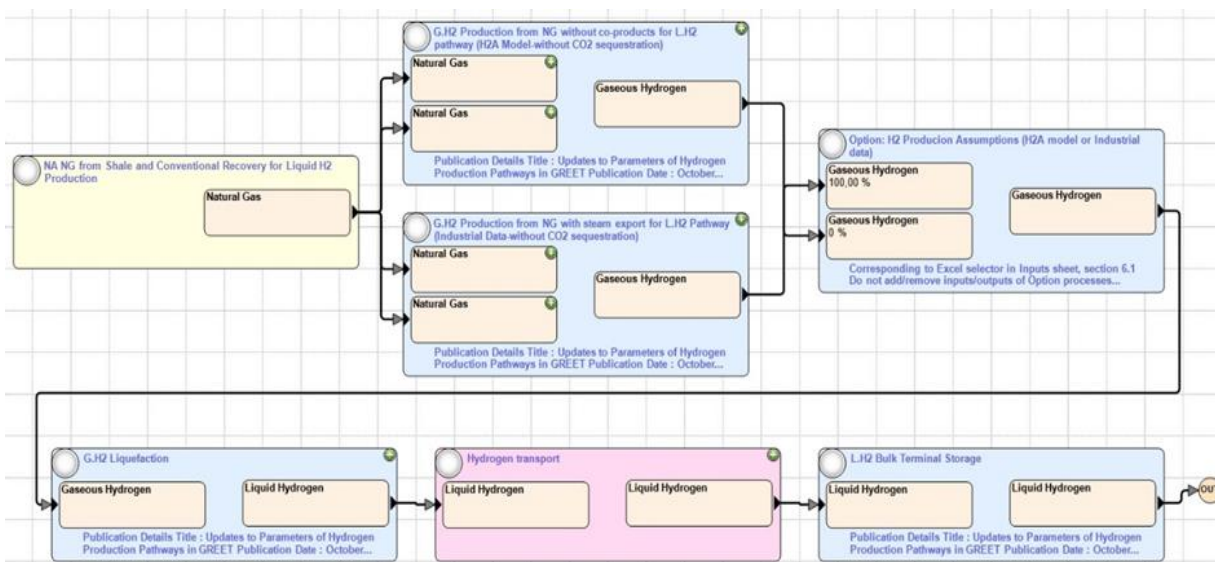 G.H2 Production from NG without co-products for L.H2
pathway (H2A Model-without CO2 sequestration)
Natural Gas
Gaseous Hydrogen
Natural Gas
Publication Details Title : Updates to Parameters of Hydrogen
Production Pathways in GREET Publication Date : October...
NA NG from Shale and Conventional Recovery for Liquid H2
Production
Natural Gas
G.H2 Production from NG with steam export for L.H2 Pathway
(Industrial Data-without CO2 sequestration)
Natural Gas
Gaseous Hydrogen
Natural Gas
Publication Details Title : Updates to Parameters of Hydrogen
Production Pathways in GREET Publication Date : October...
Option: H2 Producion Assumptions (H2A model or Industrial
data)
Gaseous Hydrogen
100,00 %
Gaseous Hydrogen
Gaseous Hydrogen
0 %
Corresponding to Excel selector in Inputs sheet, section 6.1
Do not add/remove inputs/outputs of Option processes...
G.H2 Liquefaction
Gaseous Hydrogen
Liquid Hydrogen
Publication Details Title : Updates to Parameters of Hydrogen
Production Pathways in GREET Publication Date : October...
Hydrogen transport
Liquid Hydrogen
Liquid Hydrogen
L.H2 Bulk Terminal Storage
Liquid Hydrogen
Liquid Hydrogen
Publication Details Title : Updates to Parameters of Hydrogen
Production Pathways in GREET Publication Date : October...